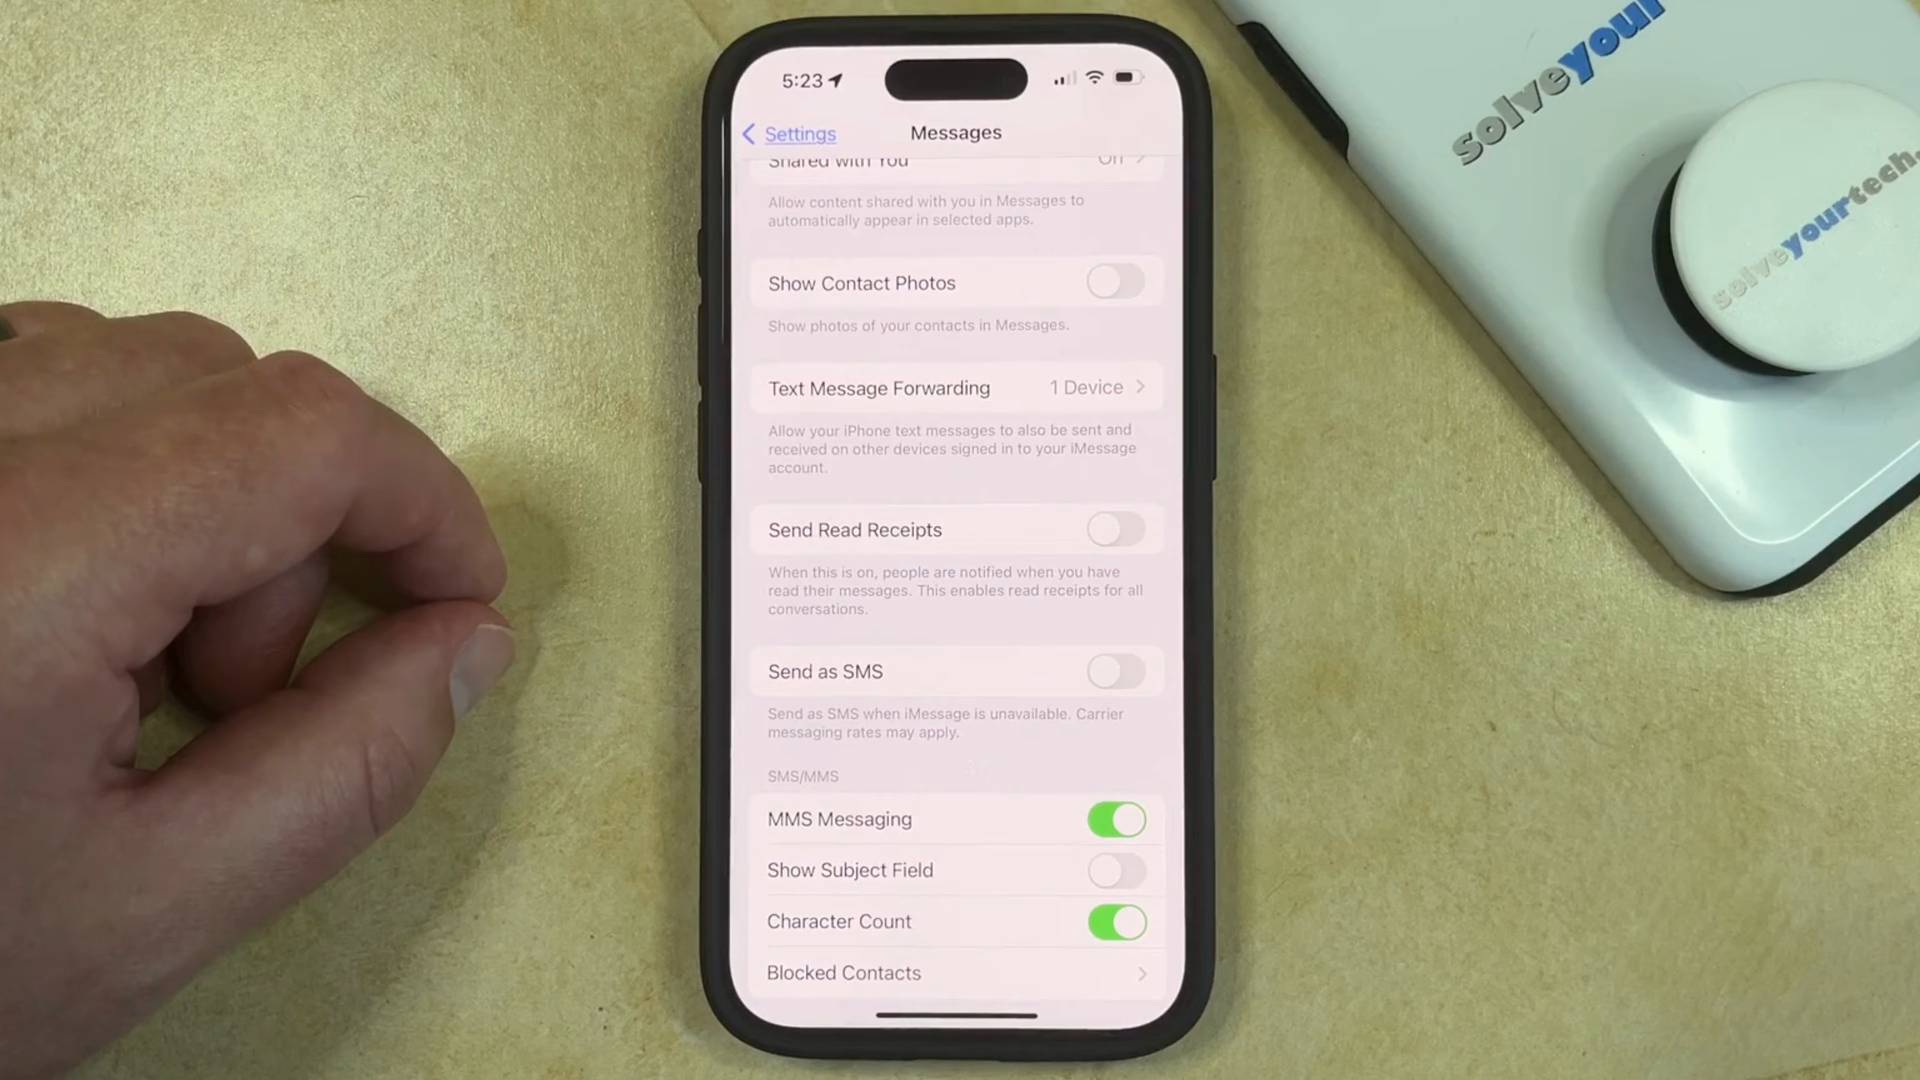 5:23
Settings
Messages
Shared with You
Allow content shared with you in Messages to
automatically appear in selected apps.
Show Contact Photos
Show photos of your contacts in Messages.
Text Message Forwarding 1 Device
Allow your iPhone text messages to also be sent and
received on other devices signed in to your iMessage
account.
Send Read Receipts
When this is on, people are notified when you have
read their messages. This enables read receipts for all
conversations.
Send as SMS
Send as SMS when iMessage is unavailable. Carrier
messaging rates may apply.
SMS/MMS
MMS Messaging
Show Subject Field
Character Count
Blocked Contacts
solveyour
solveyourtech.